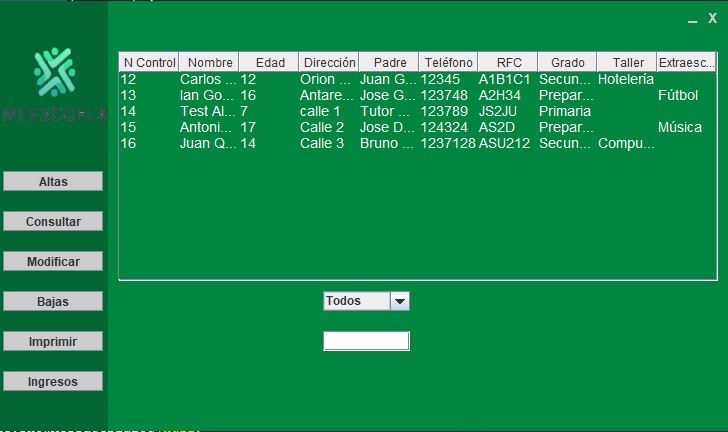 _ X
MI ESCUELA
N Control Nombre Edad Dirección Padre Teléfono RFC Grado Taller Extraesc...
12 Carlos ... 12 Orion ... Juan G... 12345 A1B1C1 Secun... Hotelería
13 Ian Go... 16 Antare... Jose G... 123748 A2H34 Prepar... Fútbol
14 Test Al... 7 calle 1 Tutor ... 123789 JS2JU Primaria
15 Antoni... 17 Calle 2 Jose D... 124324 AS2D Prepar... Música
16 Juan Q... 14 Calle 3 Bruno ... 1237128 ASU212 Secun... Compu...
Altas
Consultar
Modificar
Bajas
Imprimir
Ingresos
Todos